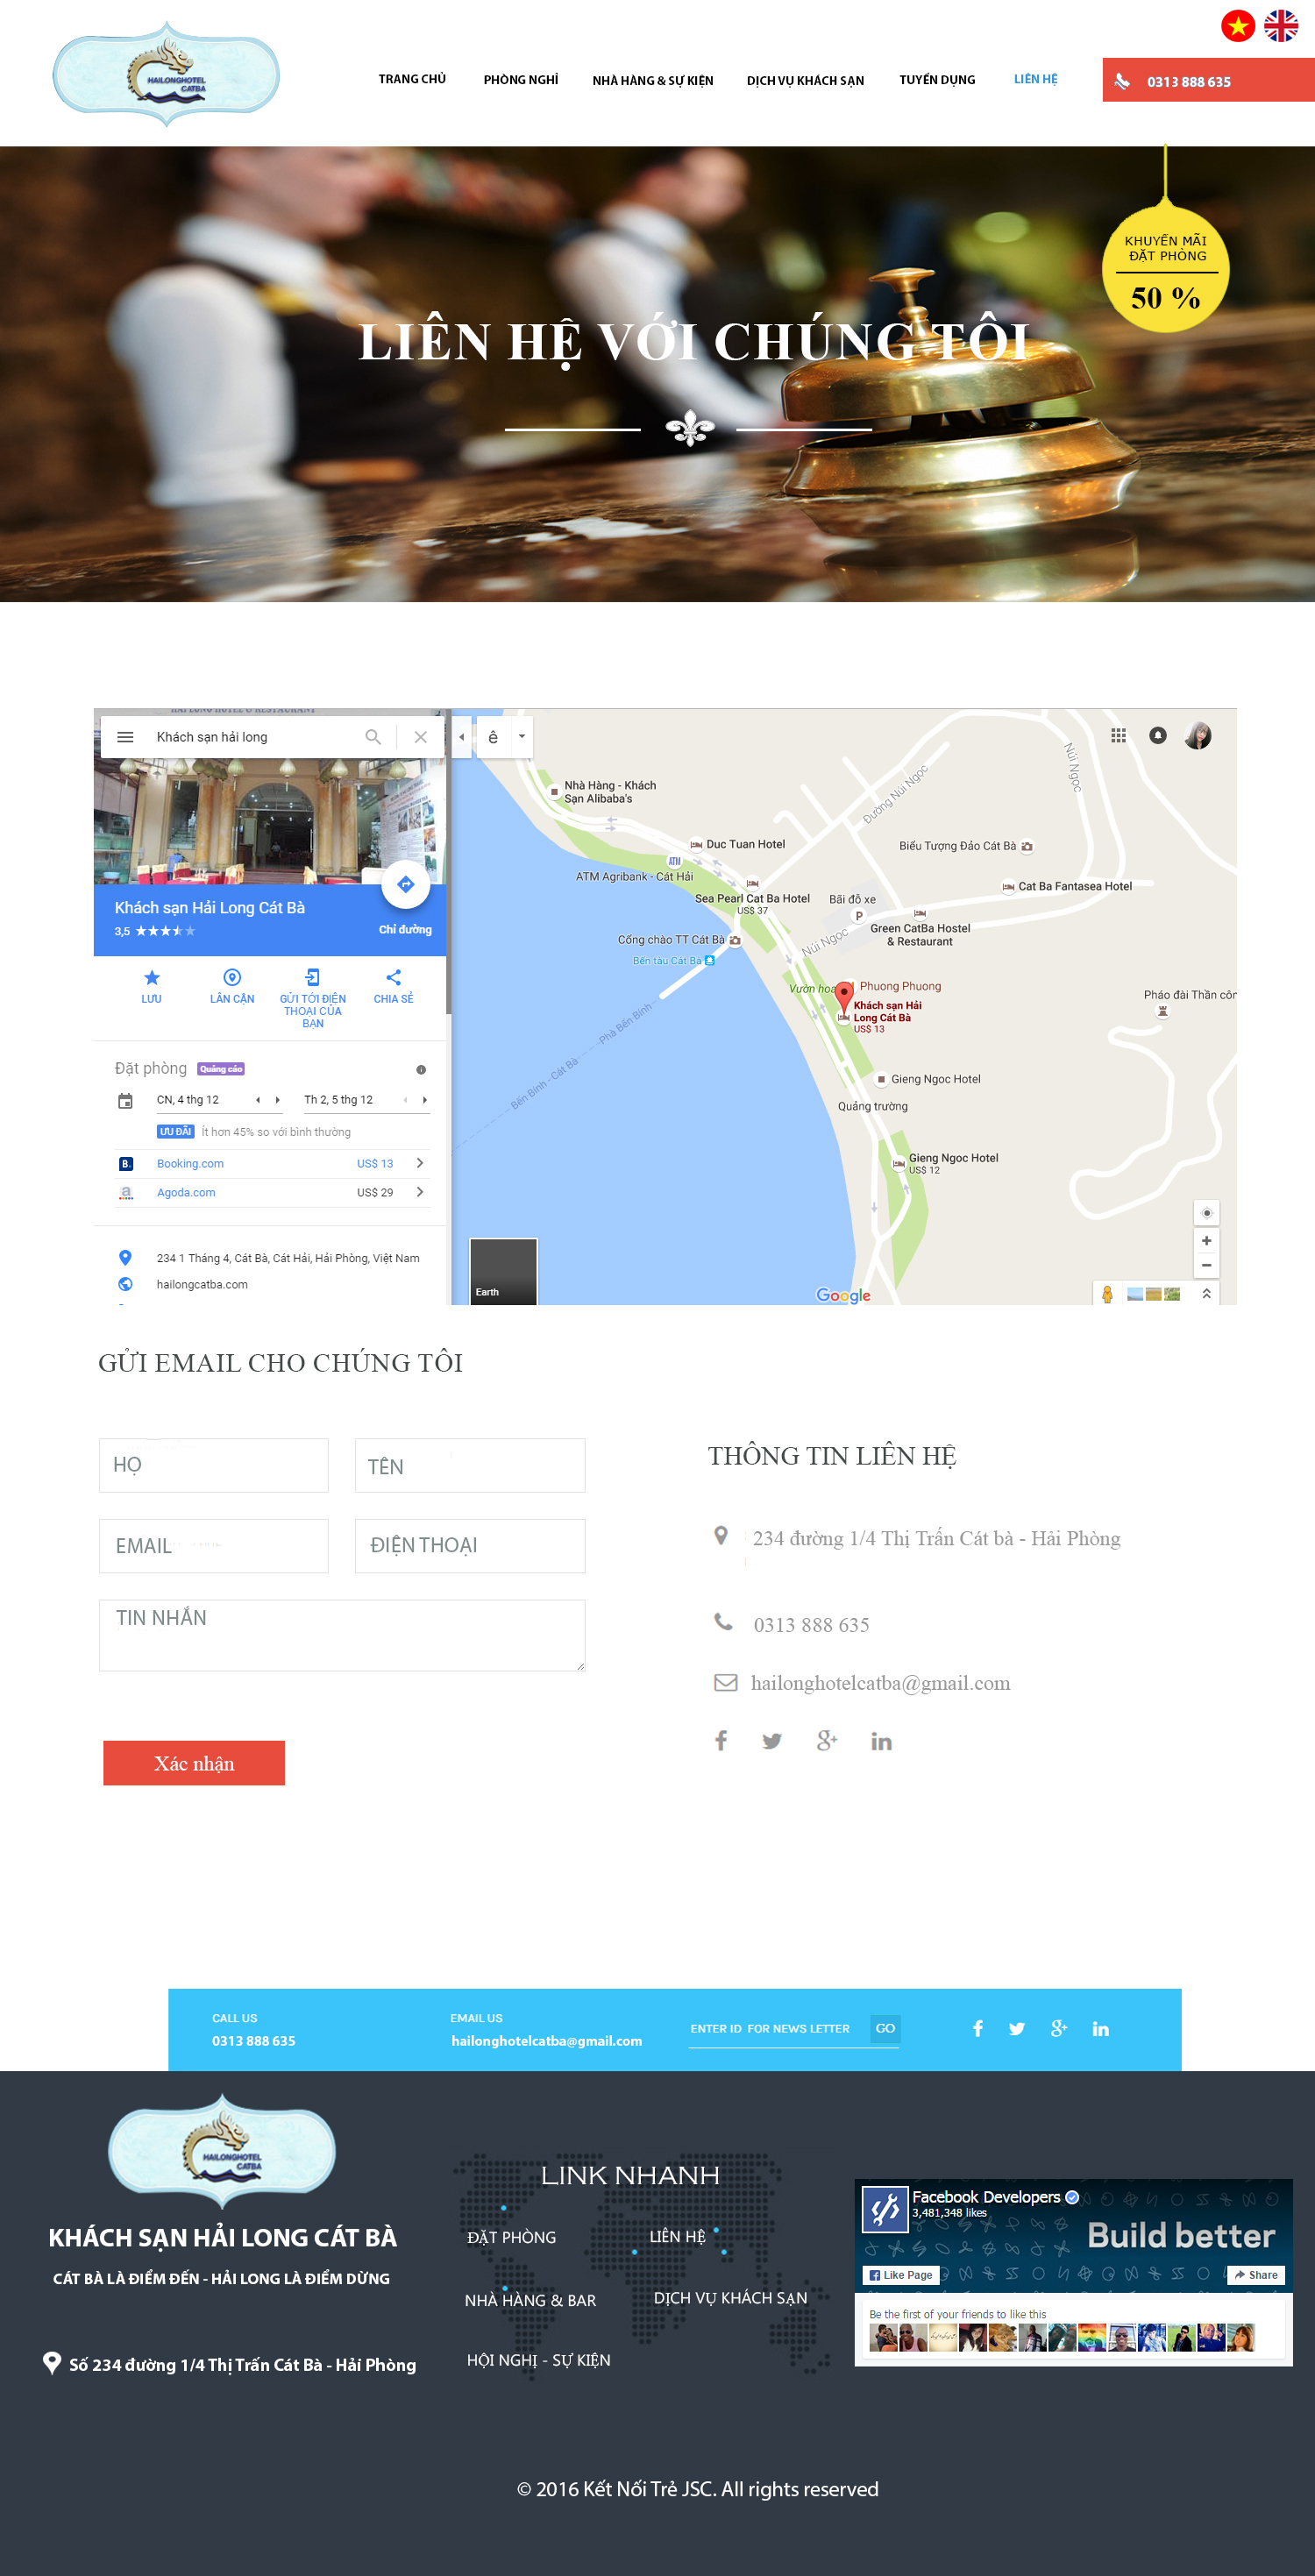 HAILONGHOTEL
CATBA
TRANG CHỦ
PHÒNG NGHỈ
NHÀ HÀNG & SỰ KIỆN
DỊCH VỤ KHÁCH SẠN
TUYỂN DỤNG
LIÊN HỆ
0313 888 635
KHUYẾN MÃI
ĐẶT PHÒNG
50 %
LIÊN HỆ VỚI CHÚNG TÔI
Khách sạn hải long
Khách sạn Hải Long Cát Bà
3,5
Chỉ đường
LƯU
LÂN CẬN
GỬI TỚI ĐIỆN
THOẠI CỦA
BẠN
CHIA SẺ
Đặt phòng Quảng cáo
CN, 4 thg 12
Th 2, 5 thg 12
ƯU ĐÃI Ít hơn 45% so với bình thường
B. Booking.com US$ 13
a Agoda.com US$ 29
234 1 Tháng 4, Cát Bà, Cát Hải, Hải Phòng, Việt Nam
hailongcatba.com
ê
Nhà Hàng - Khách
Sạn Alibaba's
Duc Tuan Hotel
ATM
ATM Agribank - Cát Hải
Sea Pearl Cat Ba Hotel
US$ 37
Cổng chào TT Cát Bà
Bến tàu Cát Bà
Đường Núi Ngọc
Núi Ngọc
Núi Ngọc
Biểu Tượng Đảo Cát Bà
Cat Ba Fantasea Hotel
Bãi đỗ xe
P
Green CatBa Hostel
& Restaurant
Núi Ngọc
Vườn hoa
Phuong Phuong
Khách sạn Hải
Long Cát Bà
US$ 13
Pháo đài Thần côn
Phà Bến Bính
Bến Bính - Cát Bà
Gieng Ngoc Hotel
Quảng trường
Gieng Ngoc Hotel
US$ 12
Earth
Google
GỬI EMAIL CHO CHÚNG TÔI
HỌ
TÊN
EMAIL
ĐIỆN THOẠI
TIN NHẮN
Xác nhận
THÔNG TIN LIÊN HỆ
234 đường 1/4 Thị Trấn Cát bà - Hải Phòng
0313 888 635
hailonghotelcatba@gmail.com
CALL US
0313 888 635
EMAIL US
hailonghotelcatba@gmail.com
ENTER ID FOR NEWS LETTER
GO
HAILONGHOTEL
CATBA
KHÁCH SẠN HẢI LONG CÁT BÀ
CÁT BÀ LÀ ĐIỂM ĐẾN - HẢI LONG LÀ ĐIỂM DỪNG
Số 234 đường 1/4 Thị Trấn Cát Bà - Hải Phòng
LINK NHANH
ĐẶT PHÒNG
LIÊN HỆ
NHÀ HÀNG & BAR
DỊCH VỤ KHÁCH SẠN
HỘI NGHỊ - SỰ KIỆN
Facebook Developers
3,481,348 likes
Build better
Like Page
Share
Be the first of your friends to like this
© 2016 Kết Nối Trẻ JSC. All rights reserved